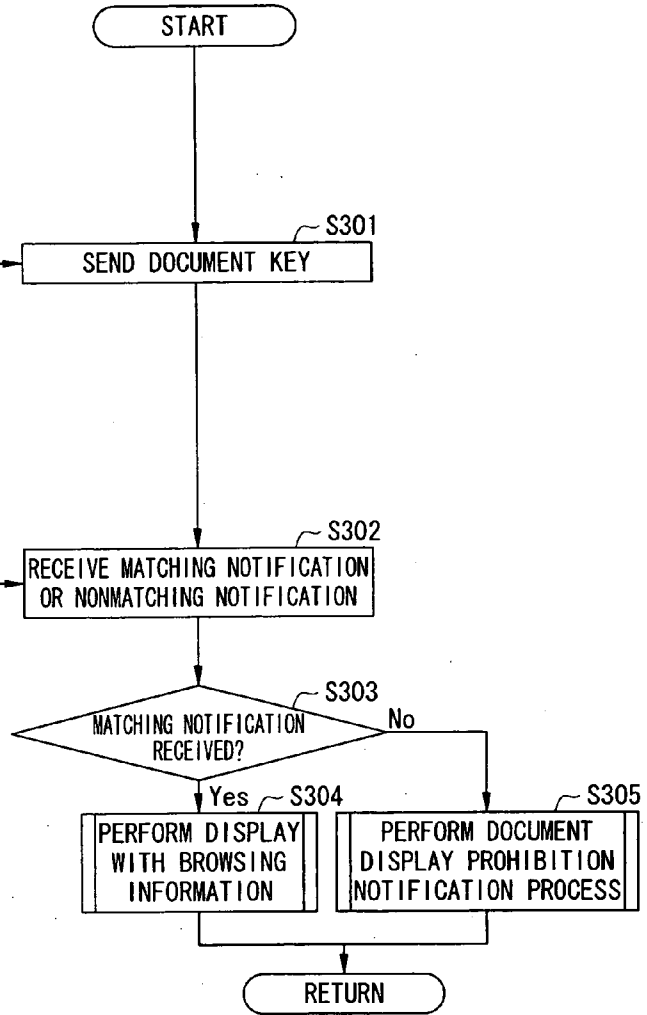 START
S301
SEND DOCUMENT KEY
S302
RECEIVE MATCHING NOTIFICATION
OR NONMATCHING NOTIFICATION
S303
MATCHING NOTIFICATION
RECEIVED?
No
Yes
S304
PERFORM DISPLAY
WITH BROWSING
INFORMATION
S305
PERFORM DOCUMENT
DISPLAY PROHIBITION
NOTIFICATION PROCESS
RETURN